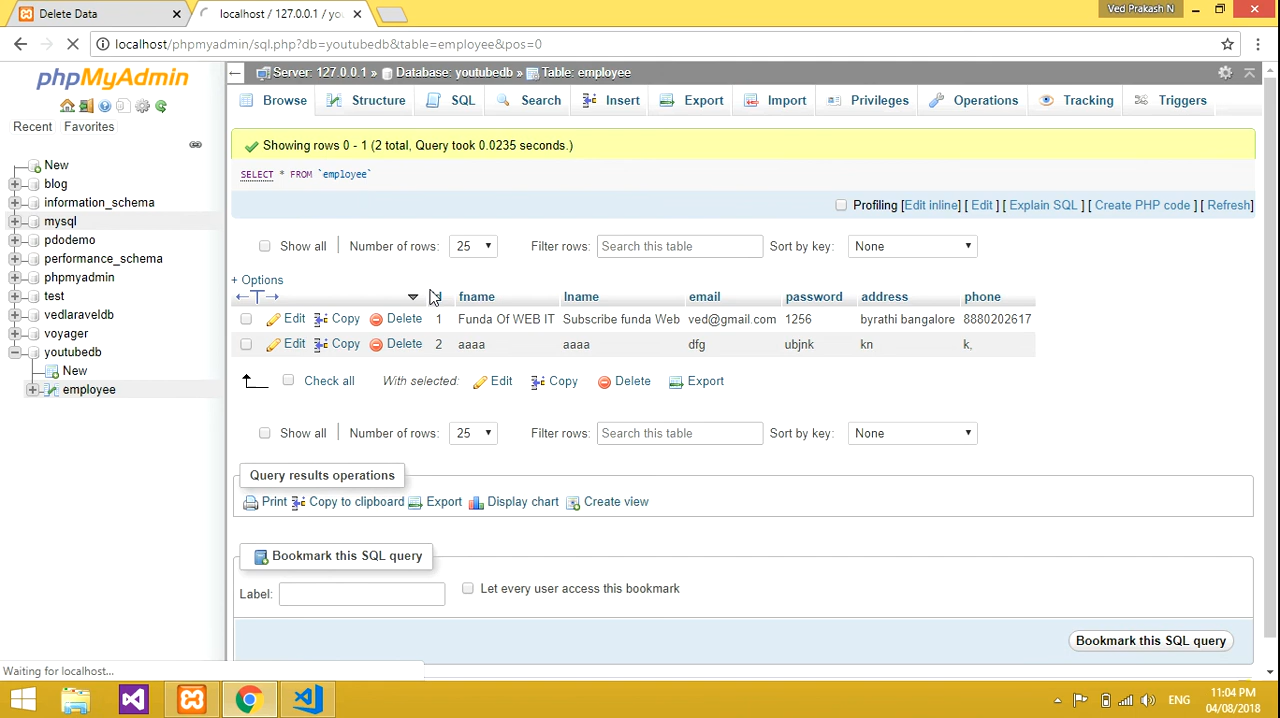 Delete Data
localhost / 127.0.0.1 / yo
Ved Prakash N
localhost/phpmyadmin/sql.php?db=youtubedb&table=employee&pos=0
phpMyAdmin
Recent Favorites
New
blog
information_schema
mysql
pdodemo
performance_schema
phpmyadmin
test
vedlaraveldb
voyager
youtubedb
New
employee
Server: 127.0.0.1 » Database: youtubedb » Table: employee
Browse Structure SQL Search Insert Export Import Privileges Operations Tracking Triggers
Showing rows 0 - 1 (2 total, Query took 0.0235 seconds.)
SELECT * FROM `employee`
Profiling [Edit inline] [ Edit ] [ Explain SQL ] [ Create PHP code ] [ Refresh]
Show all Number of rows: 25 Filter rows: Search this table Sort by key: None
+ Options
fname lname email password address phone
Edit Copy Delete 1 Funda Of WEB IT Subscribe funda Web ved@gmail.com 1256 byrathi bangalore 8880202617
Edit Copy Delete 2 aaaa aaaa dfg ubjnk kn k,
Check all With selected: Edit Copy Delete Export
Show all Number of rows: 25 Filter rows: Search this table Sort by key: None
Query results operations
Print Copy to clipboard Export Display chart Create view
Bookmark this SQL query
Label: Let every user access this bookmark
Bookmark this SQL query
Waiting for localhost...
ENG
11:04 PM
04/08/2018